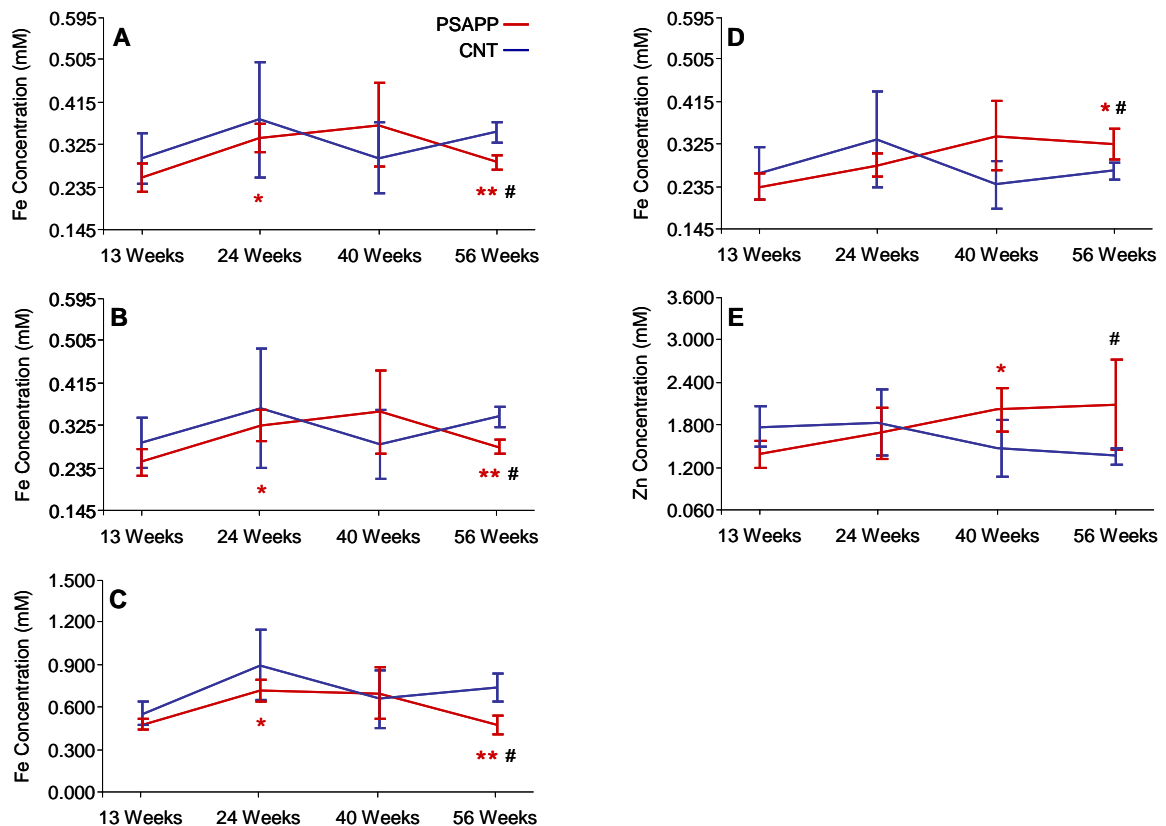 A
PSAPP
CNT
Fe Concentration (mM)
0.595
0.505
0.415
0.325
0.235
0.145
*
** #
13 Weeks 24 Weeks 40 Weeks 56 Weeks
D
Fe Concentration (mM)
0.595
0.505
0.415
0.325
0.235
0.145
* #
13 Weeks 24 Weeks 40 Weeks 56 Weeks
B
Fe Concentration (mM)
0.595
0.505
0.415
0.325
0.235
0.145
*
** #
13 Weeks 24 Weeks 40 Weeks 56 Weeks
E
Zn Concentration (mM)
3.600
3.000
2.400
1.800
1.200
0.060
*
#
13 Weeks 24 Weeks 40 Weeks 56 Weeks
C
Fe Concentration (mM)
1.500
1.200
0.900
0.600
0.300
0.000
*
** #
13 Weeks 24 Weeks 40 Weeks 56 Weeks